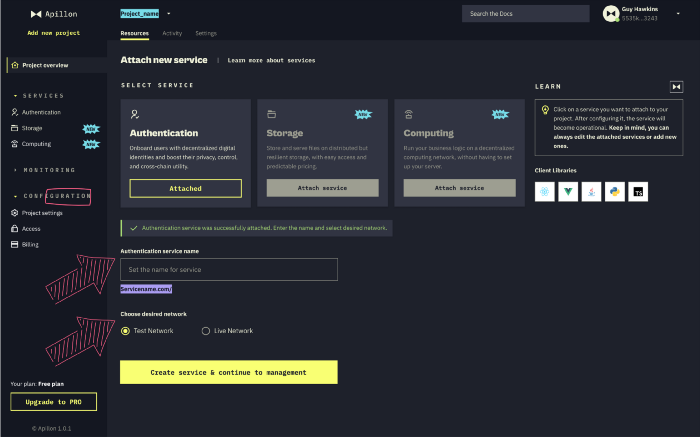 Apillon
Add new project
Project overview
SERVICES
Authentication
Storage NEW
Computing NEW
MONITORING
CONFIGURATION
Project settings
Access
Billing
Your plan: Free plan
Upgrade to PRO
© Apillon 1.0.1
Project_name
Search the Docs
Guy Hawkins
5535k...3243
Resources Activity Settings
Attach new service | Learn more about services
SELECT SERVICE
Authentication
Onboard users with decentralized digital
identities and boost their privacy, control,
and cross-chain utility.
Attached
NEW
Storage
Store and serve files on distributed but
resilient storage, with easy access and
predictable pricing.
Attach service
NEW
Computing
Run your business logic on a decentralized
computing network, without having to set
up your server.
Attach service
Authentication service was successfully attached. Enter the name and select desired network.
Authentication service name
Set the name for service
Servicename.com/
Choose desired network
Test Network Live Network
Create service & continue to management
LEARN
Click on a service you want to attach to your
project. After configuring it, the service will
become operational. Keep in mind, you can
always edit the attached services or add new
ones.
Client Libraries
TS